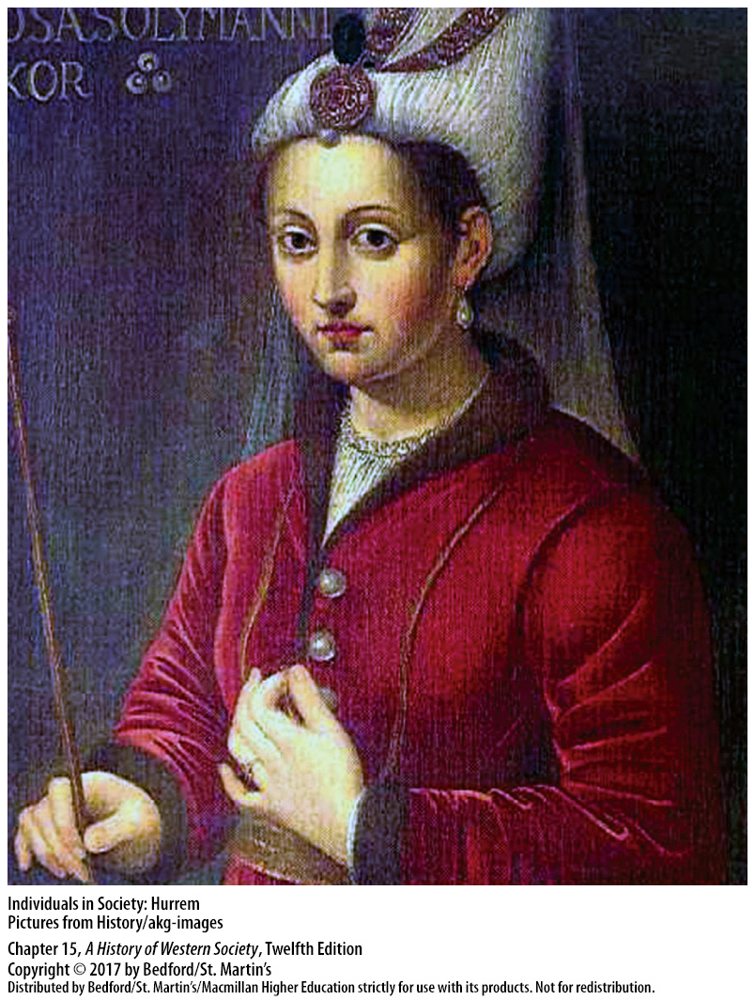 OSA·SOLYMANNI
XOR
Individuals in Society: Hurrem
Pictures from History/akg-images
Chapter 15, A History of Western Society, Twelfth Edition
Copyright © 2017 by Bedford/St. Martin’s
Distributed by Bedford/St. Martin’s/Macmillan Higher Education strictly for use with its products. Not for redistribution.